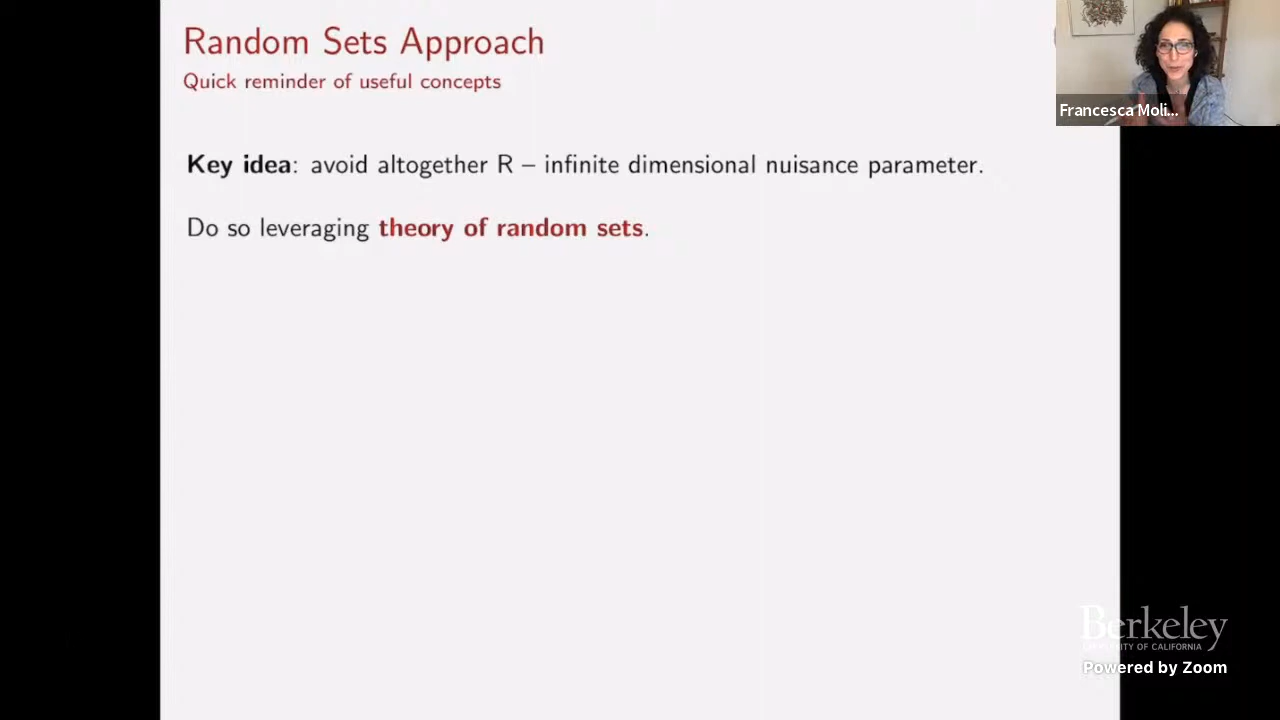 Random Sets Approach
Quick reminder of useful concepts
Key idea: avoid altogether R – infinite dimensional nuisance parameter.
Do so leveraging theory of random sets.
Francesca Moli...
Berkeley
UNIVERSITY OF CALIFORNIA
Powered by Zoom